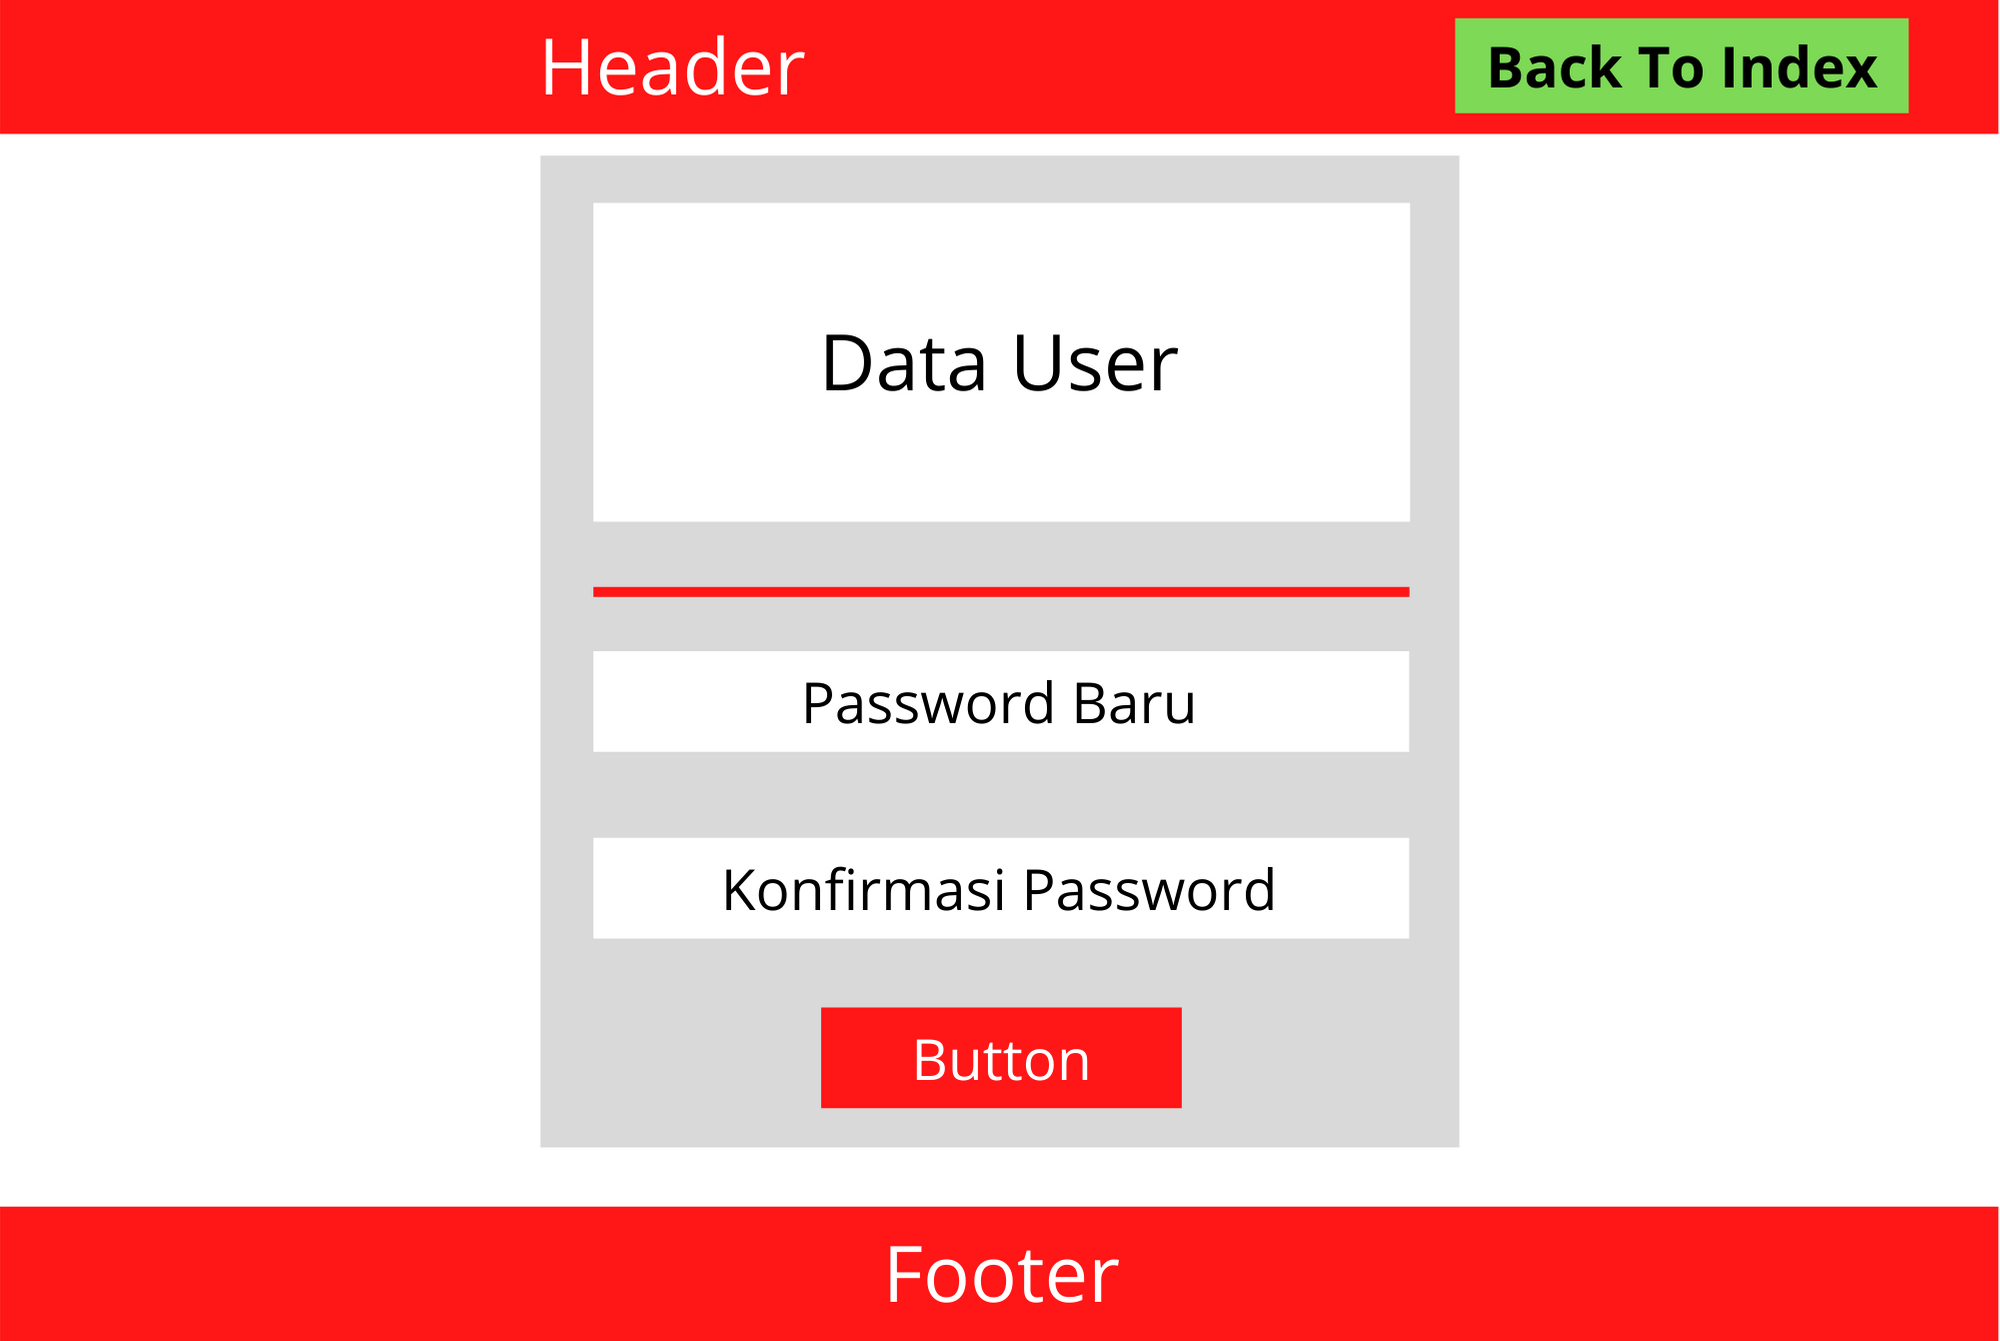 Header
Back To Index
Data User
Password Baru
Konfirmasi Password
Button
Footer